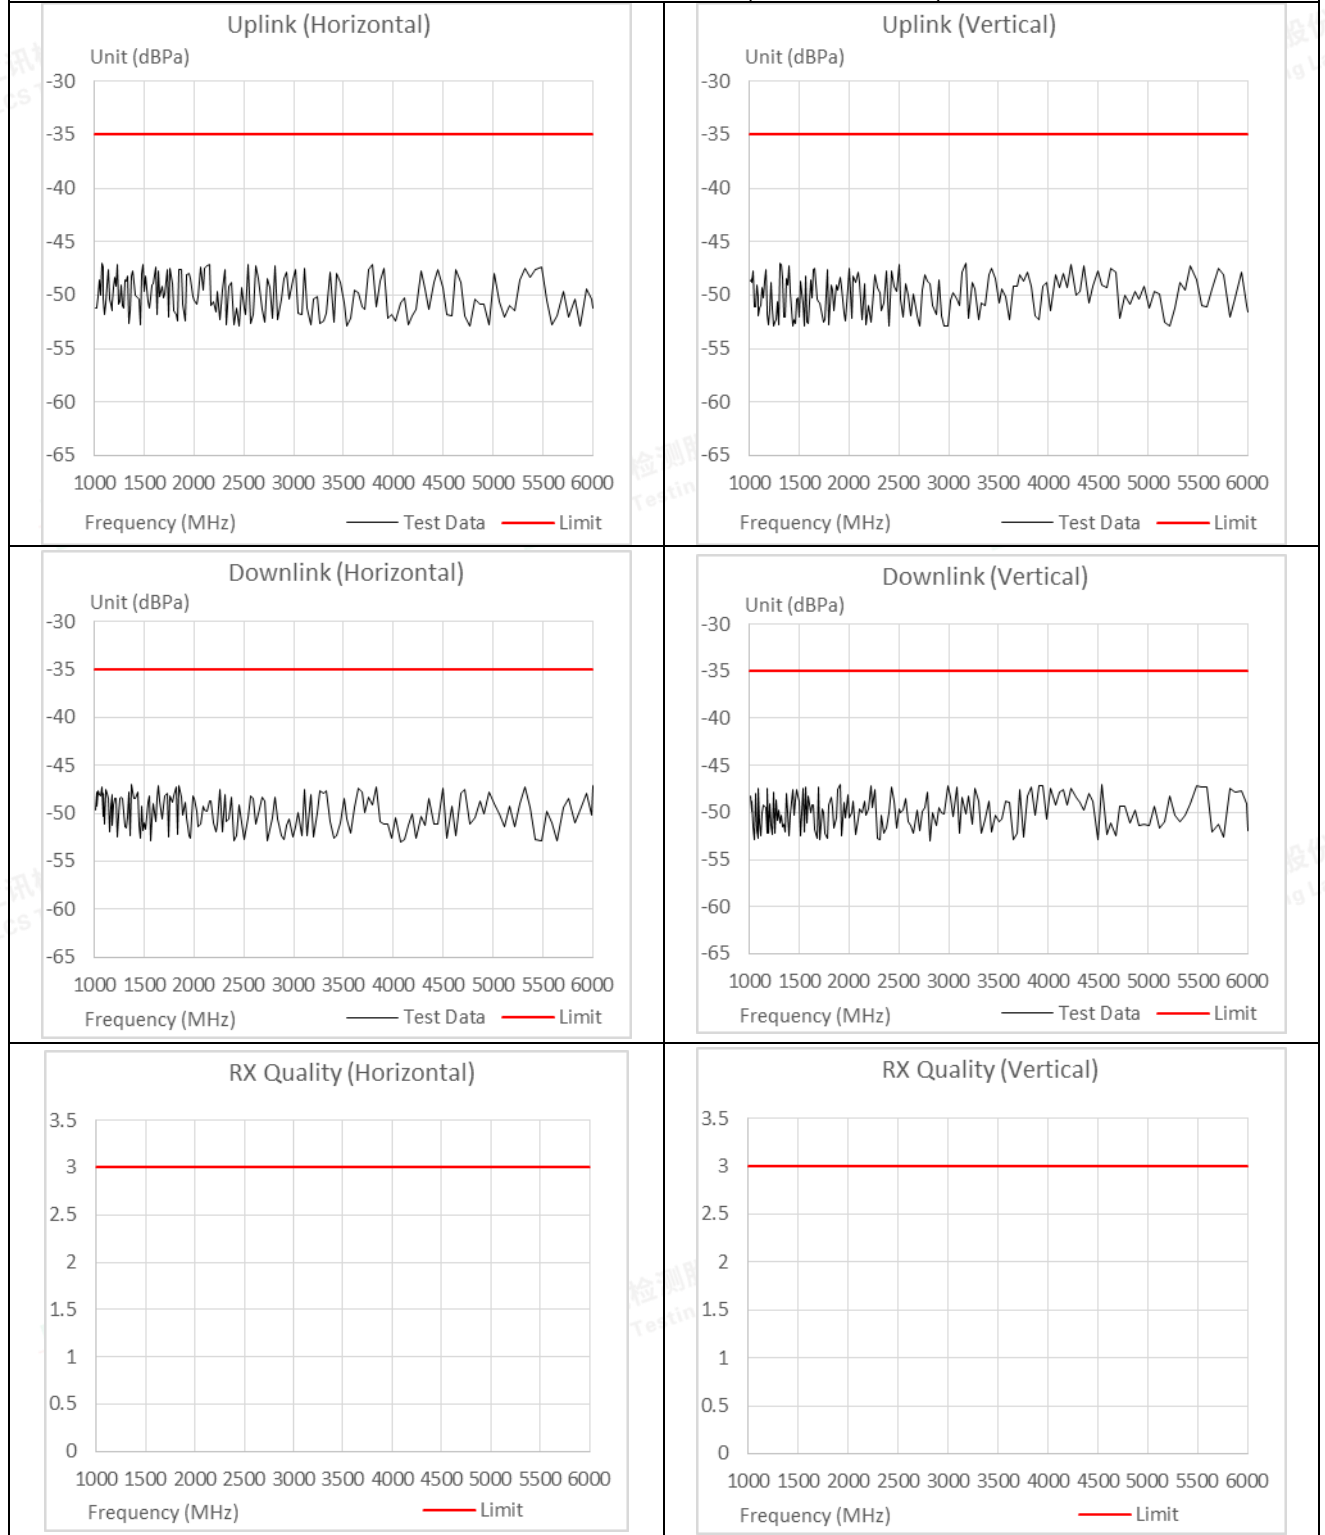 Uplink (Horizontal)
Unit (dBPa)
-30
-35
-40
-45
-50
-55
-60
-65
1000 1500 2000 2500 3000 3500 4000 4500 5000 5500 6000
Frequency (MHz) Test Data Limit
Uplink (Vertical)
Unit (dBPa)
-30
-35
-40
-45
-50
-55
-60
-65
1000 1500 2000 2500 3000 3500 4000 4500 5000 5500 6000
Frequency (MHz) Test Data Limit
Downlink (Horizontal)
Unit (dBPa)
-30
-35
-40
-45
-50
-55
-60
-65
1000 1500 2000 2500 3000 3500 4000 4500 5000 5500 6000
Frequency (MHz) Test Data Limit
Downlink (Vertical)
Unit (dBPa)
-30
-35
-40
-45
-50
-55
-60
-65
1000 1500 2000 2500 3000 3500 4000 4500 5000 5500 6000
Frequency (MHz) Test Data Limit
RX Quality (Horizontal)
3.5
3
2.5
2
1.5
1
0.5
0
1000 1500 2000 2500 3000 3500 4000 4500 5000 5500 6000
Frequency (MHz) Limit
RX Quality (Vertical)
3.5
3
2.5
2
1.5
1
0.5
0
1000 1500 2000 2500 3000 3500 4000 4500 5000 5500 6000
Frequency (MHz) Limit